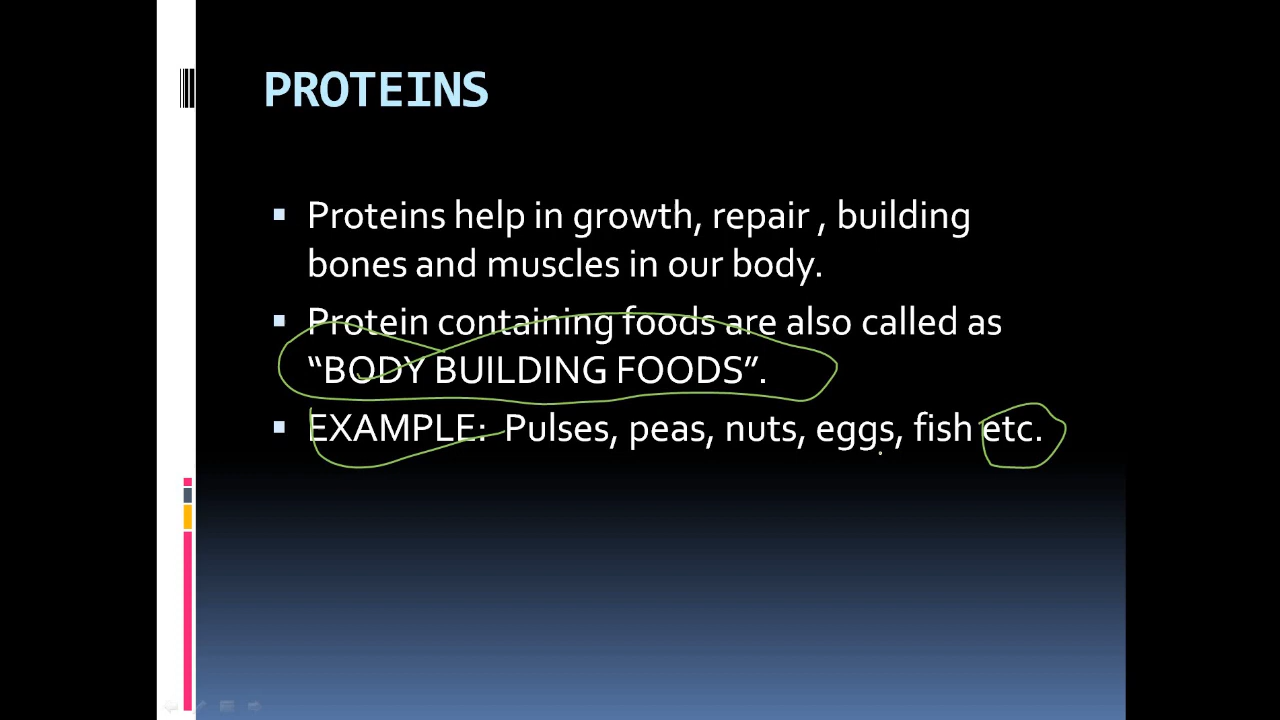 PROTEINS
Proteins help in growth, repair , building
bones and muscles in our body.
Protein containing foods are also called as
“BODY BUILDING FOODS”.
EXAMPLE:  Pulses, peas, nuts, eggs, fish etc.